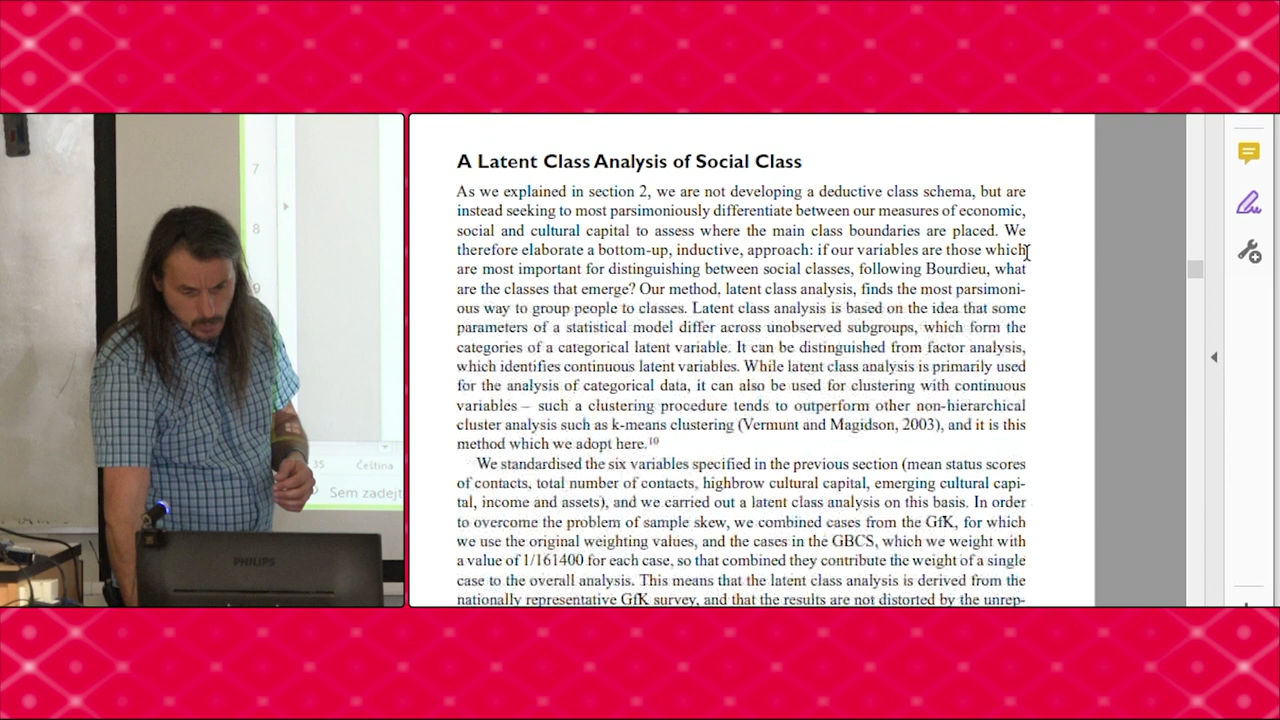 7
8
9
35
Čeština
Sem zadejt
PHILIPS
A Latent Class Analysis of Social Class
As we explained in section 2, we are not developing a deductive class schema, but are
instead seeking to most parsimoniously differentiate between our measures of economic,
social and cultural capital to assess where the main class boundaries are placed. We
therefore elaborate a bottom-up, inductive, approach: if our variables are those which
are most important for distinguishing between social classes, following Bourdieu, what
are the classes that emerge? Our method, latent class analysis, finds the most parsimoni-
ous way to group people to classes. Latent class analysis is based on the idea that some
parameters of a statistical model differ across unobserved subgroups, which form the
categories of a categorical latent variable. It can be distinguished from factor analysis,
which identifies continuous latent variables. While latent class analysis is primarily used
for the analysis of categorical data, it can also be used for clustering with continuous
variables – such a clustering procedure tends to outperform other non-hierarchical
cluster analysis such as k-means clustering (Vermunt and Magidson, 2003), and it is this
method which we adopt here.¹⁰
We standardised the six variables specified in the previous section (mean status scores
of contacts, total number of contacts, highbrow cultural capital, emerging cultural capi-
tal, income and assets), and we carried out a latent class analysis on this basis. In order
to overcome the problem of sample skew, we combined cases from the GfK, for which
we use the original weighting values, and the cases in the GBCS, which we weight with
a value of 1/161400 for each case, so that combined they contribute the weight of a single
case to the overall analysis. This means that the latent class analysis is derived from the
nationally representative GfK survey, and that the results are not distorted by the unrep-